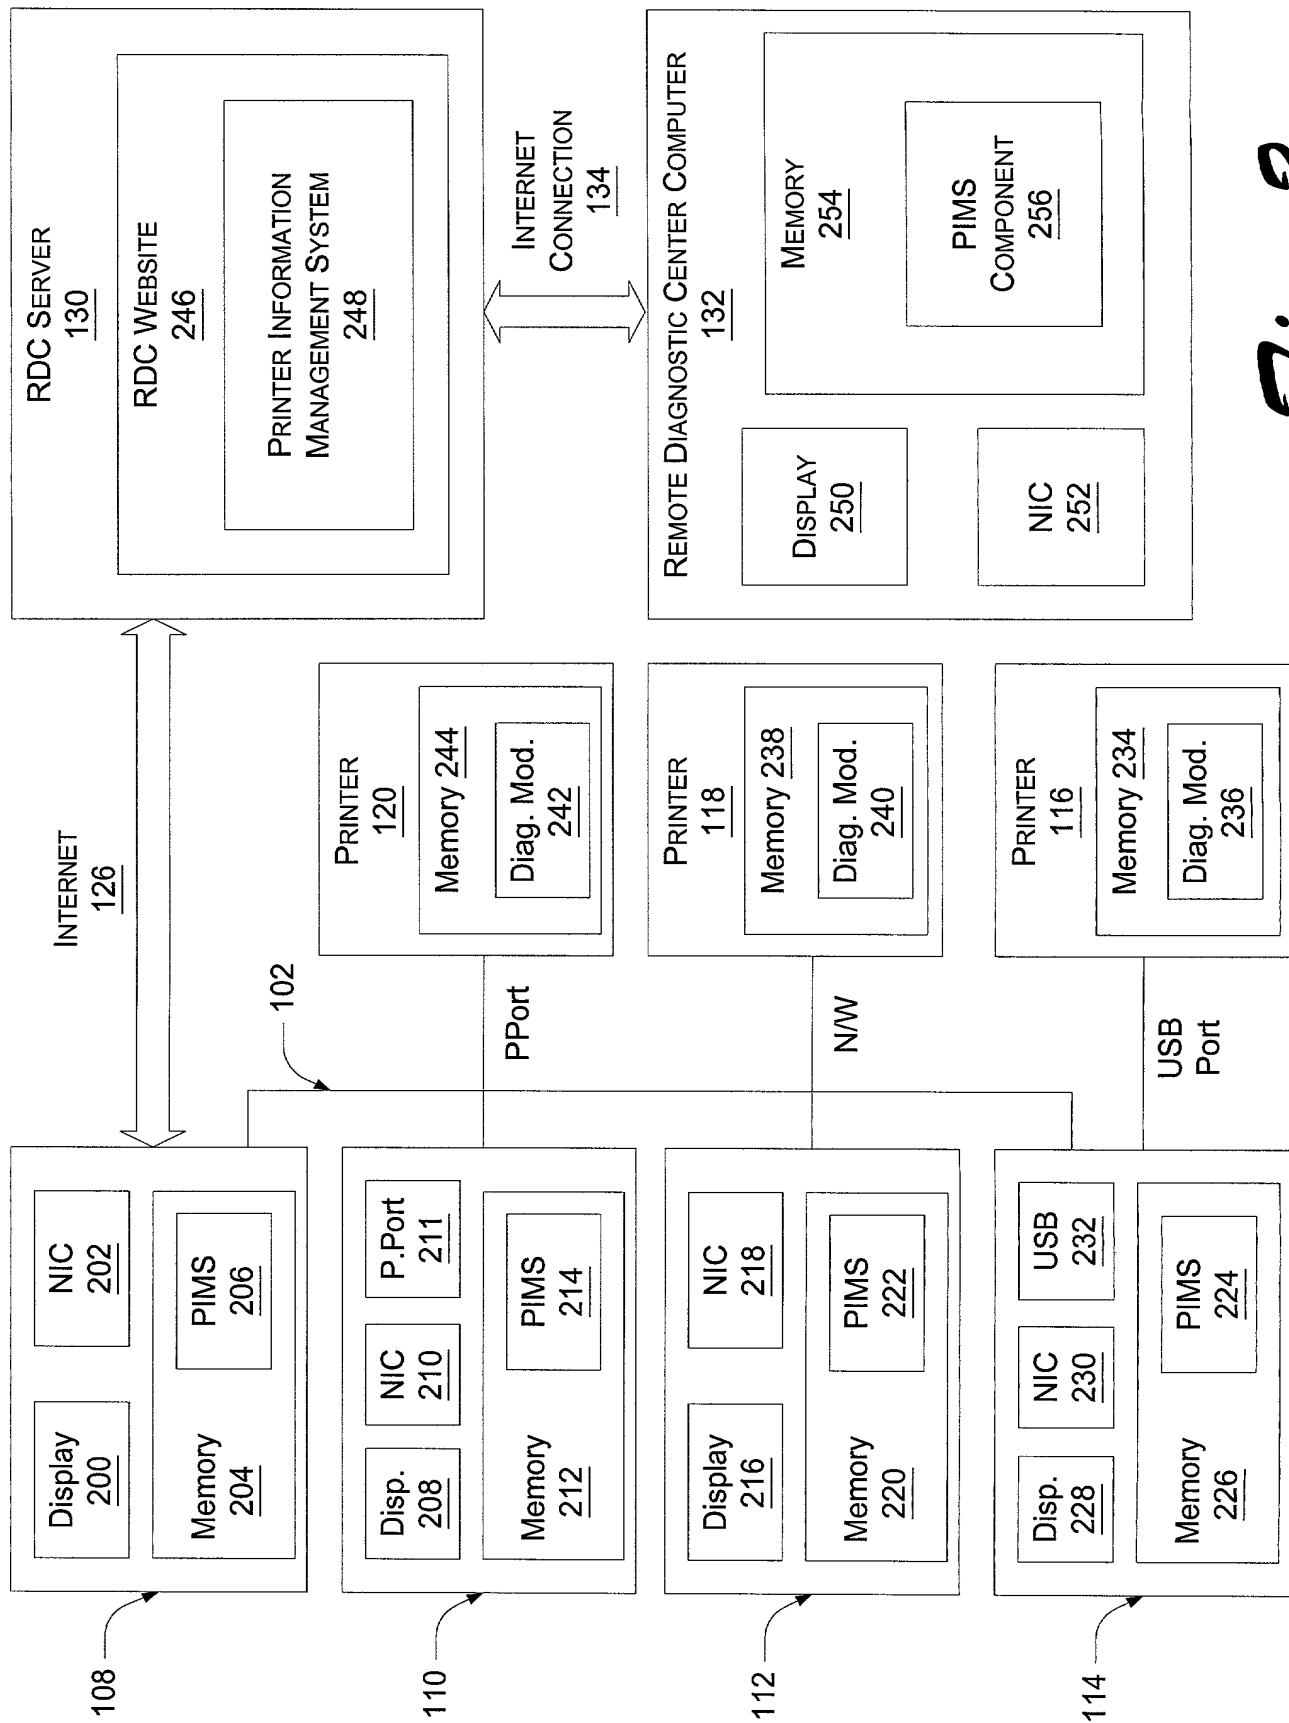 108
Display
200
NIC
202
Memory
204
PIMS
206
INTERNET
126
RDC SERVER
130
RDC WEBSITE
246
PRINTER INFORMATION
MANAGEMENT SYSTEM
248
102
110
Disp.
208
NIC
210
P.Port
211
Memory
212
PIMS
214
PPort
PRINTER
120
Memory 244
Diag. Mod.
242
INTERNET
CONNECTION
134
112
Display
216
NIC
218
Memory
220
PIMS
222
N/W
PRINTER
118
Memory 238
Diag. Mod.
240
REMOTE DIAGNOSTIC CENTER COMPUTER
132
DISPLAY
250
NIC
252
MEMORY
254
PIMS
COMPONENT
256
114
Disp.
228
NIC
230
USB
232
Memory
226
PIMS
224
USB
Port
PRINTER
116
Memory 234
Diag. Mod.
236